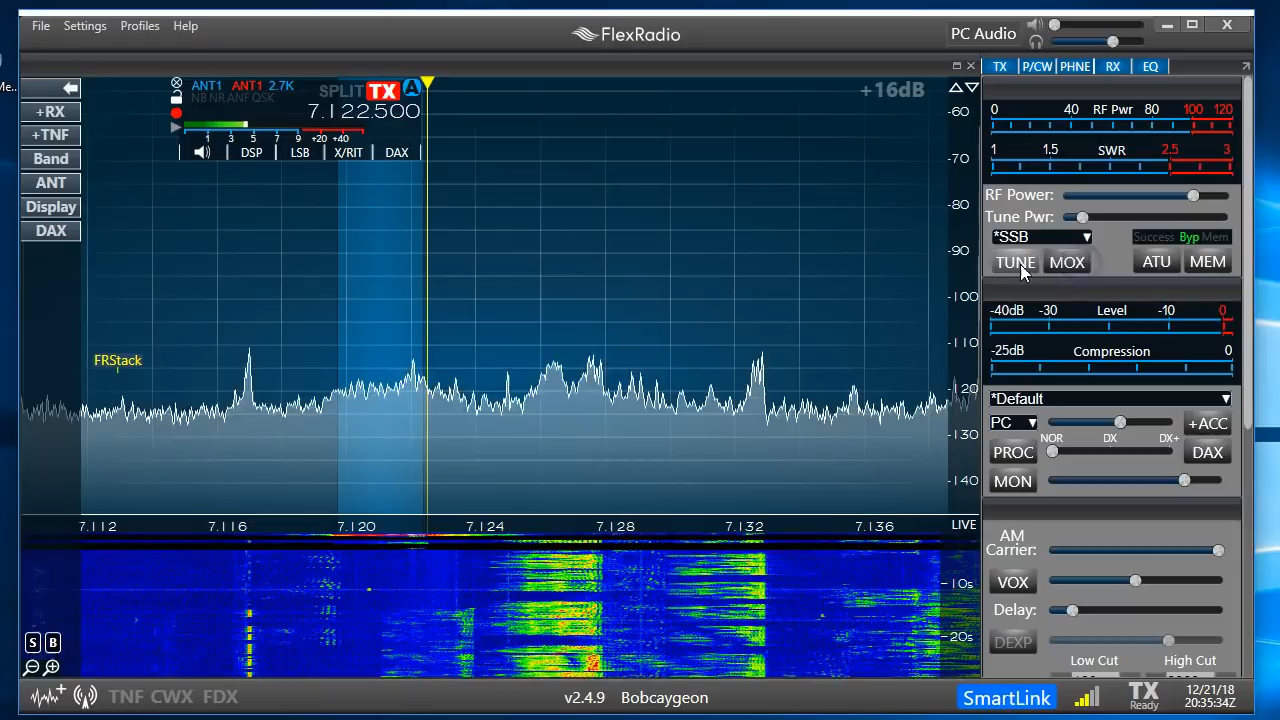 File Settings Profiles Help
FlexRadio
PC Audio
Me...
TX P/CW PHNE RX EQ
+RX
+TNF
Band
ANT
Display
DAX
ANT1 ANT1 2.7K
NB NR ANF QSK
SPLIT TX A
7.122.500
1 3 5 7 9 +20 +40
DSP LSB X/RIT DAX
+16dB
-60
-70
-80
-90
-100
-110
-120
-130
-140
FRStack
7.112 7.116 7.120 7.124 7.128 7.132 7.136 LIVE
-10s
-20s
S B
0 40 RF Pwr 80 100 120
1 1.5 SWR 2.5 3
RF Power:
Tune Pwr:
*SSB Success Byp Mem
TUNE MOX ATU MEM
-40dB -30 Level -10 0
-25dB Compression 0
*Default
PC +ACC
NOR DX DX+
PROC DAX
MON
AM
Carrier:
VOX
Delay:
DEXP
Low Cut High Cut
TNF CWX FDX
v2.4.9 Bobcaygeon
SmartLink
TX
Ready
12/21/18
20:35:34Z